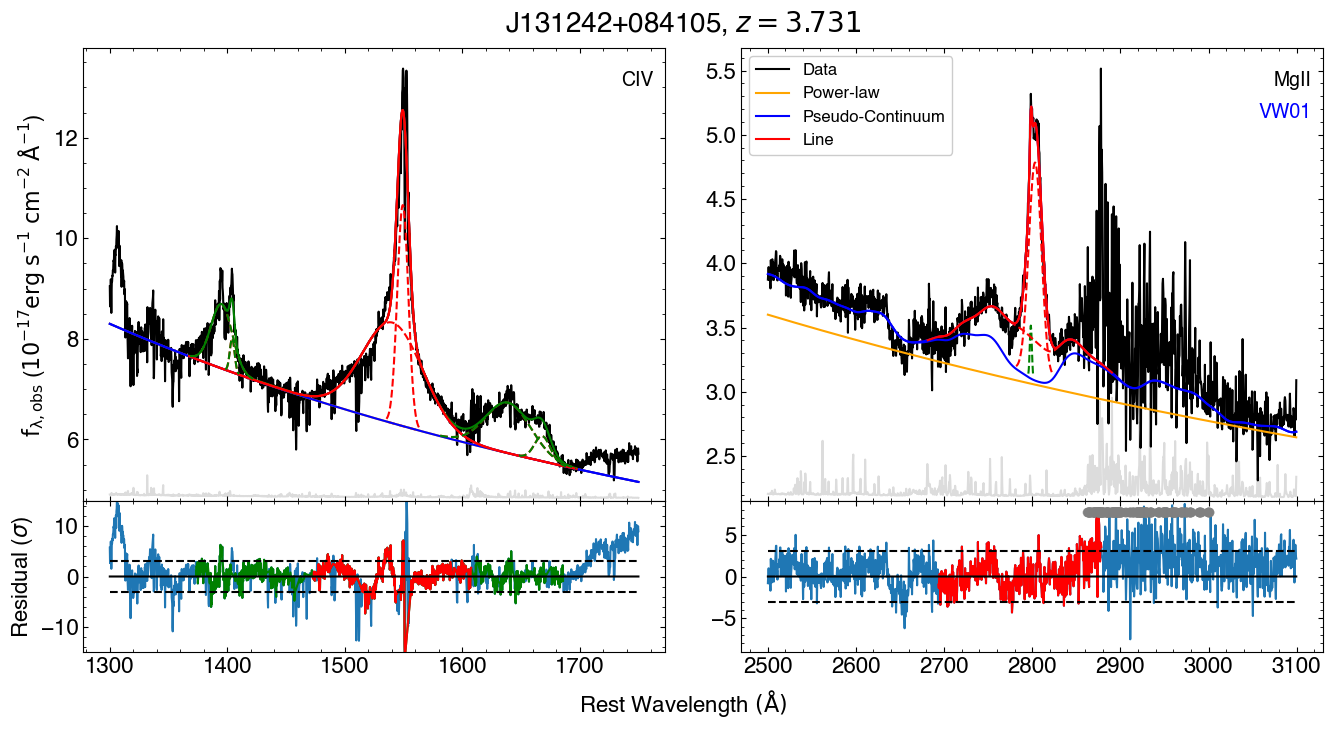 J131242+084105, z = 3.731
CIV
f_λ,obs (10⁻¹⁷erg s⁻¹ cm⁻² Å⁻¹)
12
10
8
6
Data
Power-law
Pseudo-Continuum
Line
MgII
VW01
5.5
5.0
4.5
4.0
3.5
3.0
2.5
Residual (σ)
10
0
−10
5
0
−5
1300 1400 1500 1600 1700
2500 2600 2700 2800 2900 3000 3100
Rest Wavelength (Å)